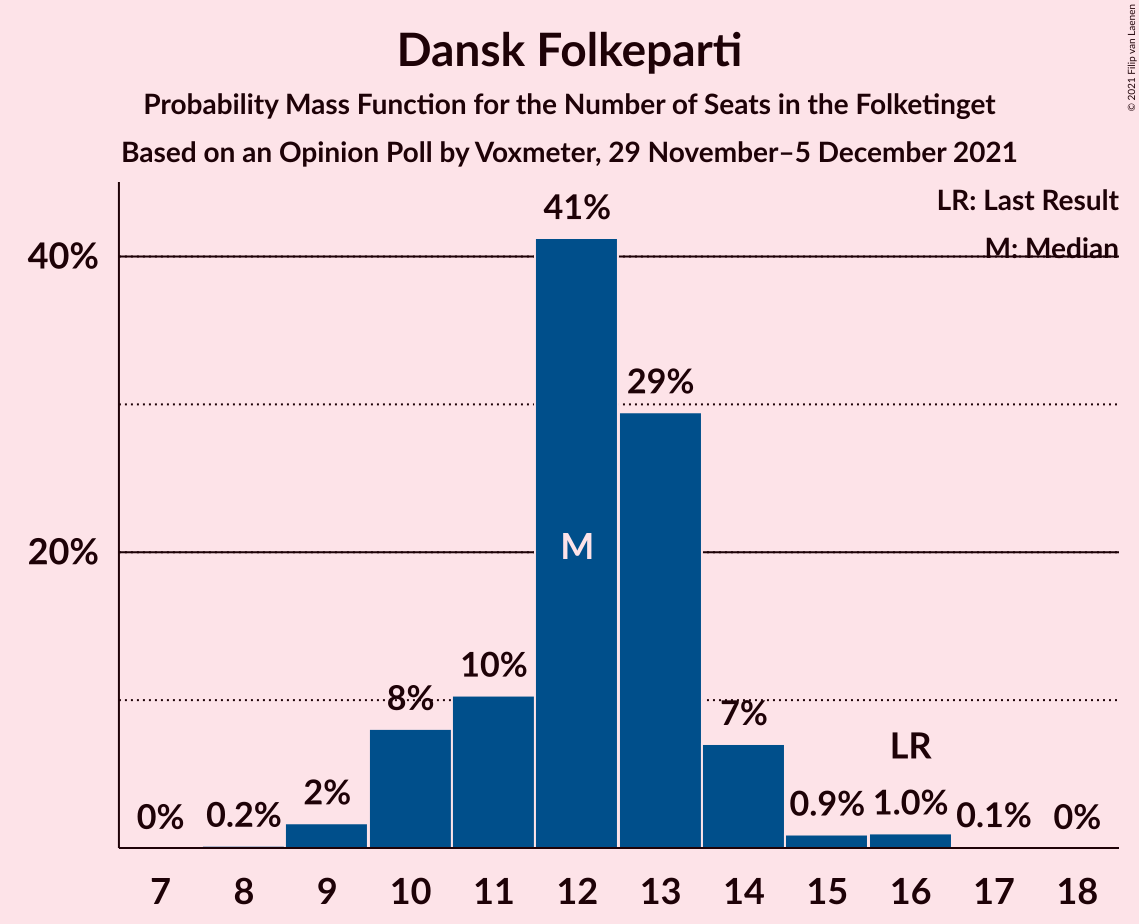 Dansk Folkeparti
Probability Mass Function for the Number of Seats in the Folketinget
Based on an Opinion Poll by Voxmeter, 29 November–5 December 2021
© 2021 Filip van Laenen
LR: Last Result
M: Median
40%
20%
0%
0.2%
2%
8%
10%
41%
M
29%
7%
0.9%
LR
1.0%
0.1%
0%
7 8 9 10 11 12 13 14 15 16 17 18